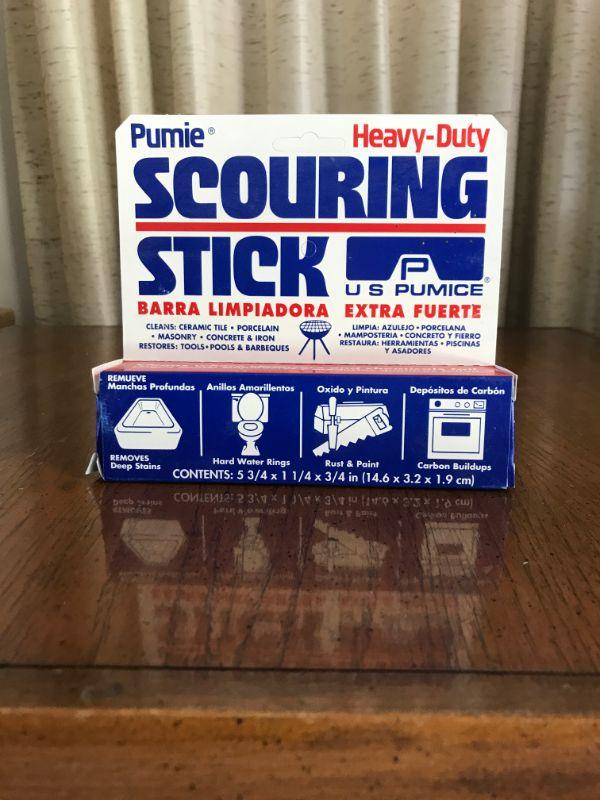 Pumie® Heavy-Duty
SCOURING
STICK
P
U S PUMICE®
BARRA LIMPIADORA EXTRA FUERTE
CLEANS: CERAMIC TILE • PORCELAIN
• MASONRY • CONCRETE & IRON
RESTORES: TOOLS • POOLS & BARBEQUES
LIMPIA: AZULEJO • PORCELANA
• MAMPOSTERIA • CONCRETO Y FIERRO
RESTAURA: HERRAMIENTAS • PISCINAS
Y ASADORES
REMUEVE
Manchas Profundas
Anillos Amarillentos
Oxido y Pintura
Depósitos de Carbón
REMOVES
Deep Stains
Hard Water Rings
Rust & Paint
Carbon Buildups
CONTENTS: 5 3/4 x 1 1/4 x 3/4 in (14.6 x 3.2 x 1.9 cm)